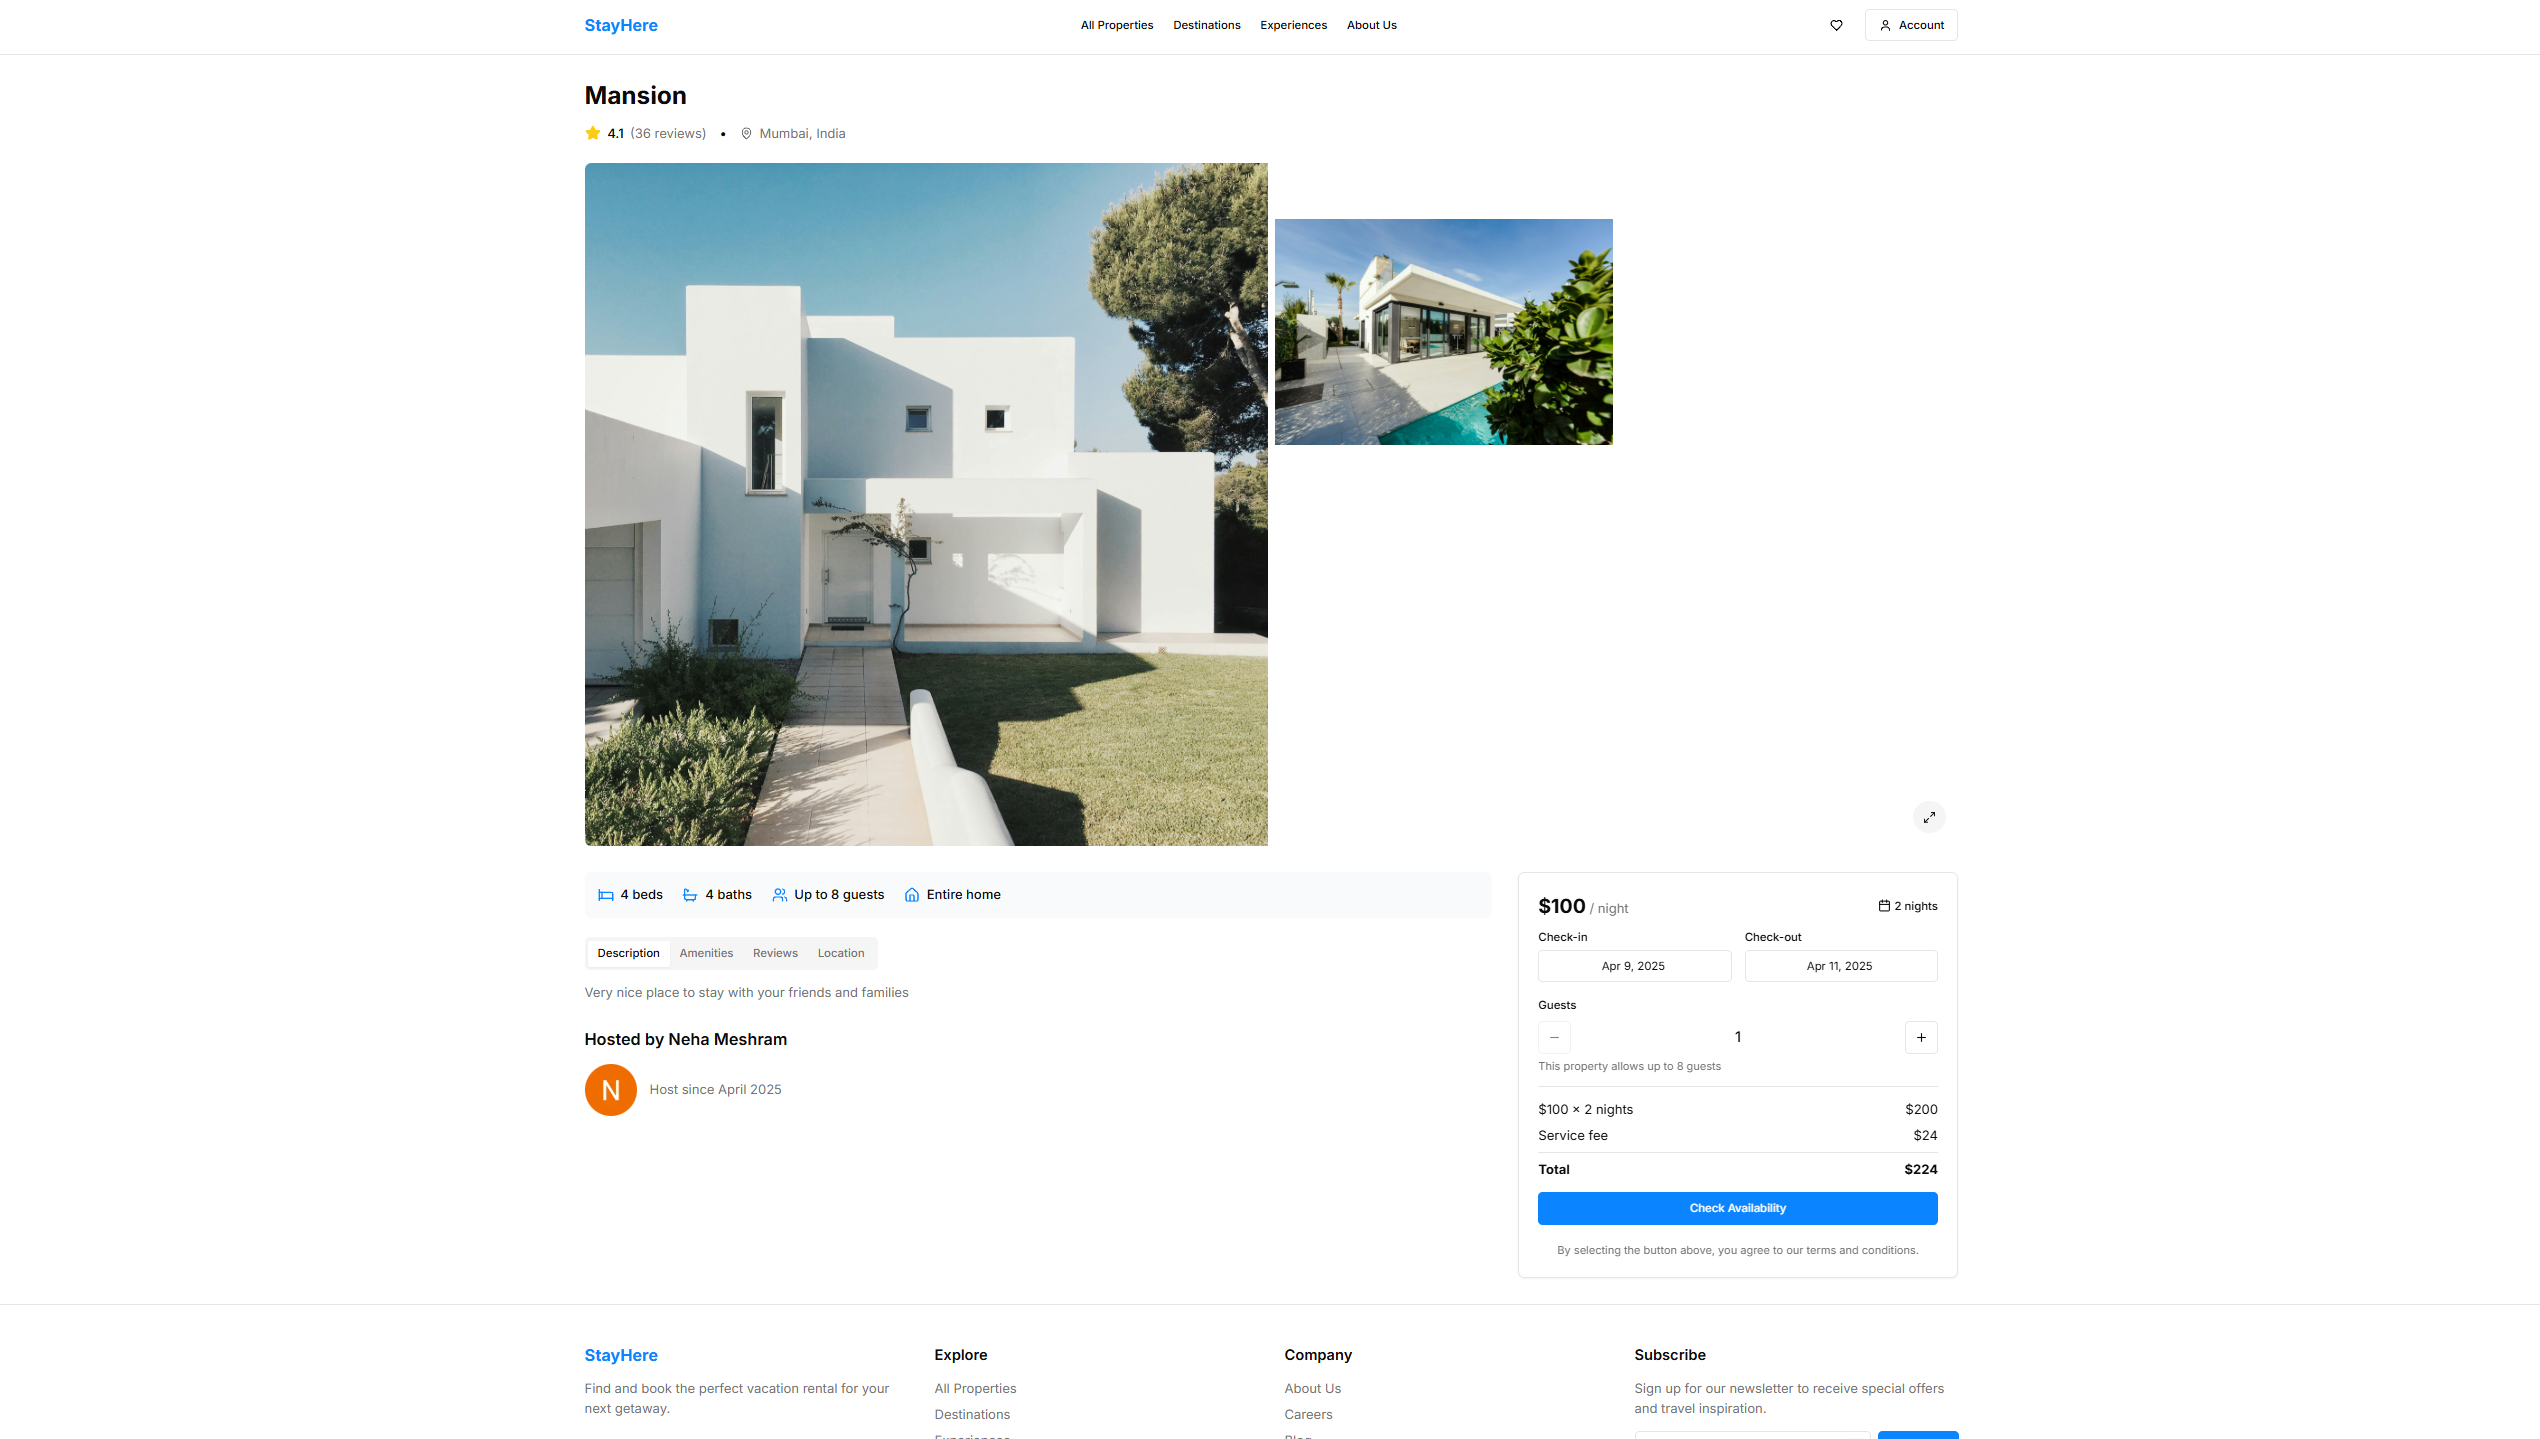 StayHere
All Properties Destinations Experiences About Us
Account
Mansion
4.1 (36 reviews) • Mumbai, India
4 beds 4 baths Up to 8 guests Entire home
Description Amenities Reviews Location
Very nice place to stay with your friends and families
Hosted by Neha Meshram
N
Host since April 2025
$100 / night 2 nights
Check-in Check-out
Apr 9, 2025 Apr 11, 2025
Guests
− 1 +
This property allows up to 8 guests
$100 × 2 nights $200
Service fee $24
Total $224
Check Availability
By selecting the button above, you agree to our terms and conditions.
StayHere
Find and book the perfect vacation rental for your
next getaway.
Explore
All Properties
Destinations
Experiences
Company
About Us
Careers
Blog
Subscribe
Sign up for our newsletter to receive special offers
and travel inspiration.